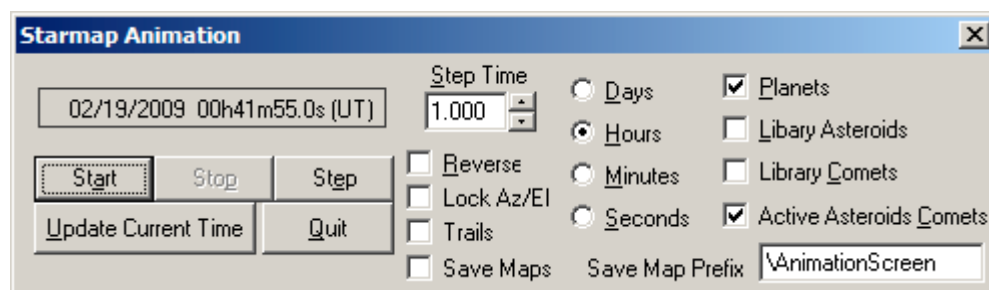 Starmap Animation
02/19/2009 00h41m55.0s (UT)
Start
Stop
Step
Update Current Time
Quit
Step Time
1.000
Reverse
Lock Az/El
Trails
Save Maps
Days
Hours
Minutes
Seconds
Planets
Libary Asteroids
Library Comets
Active Asteroids Comets
Save Map Prefix
\AnimationScreen